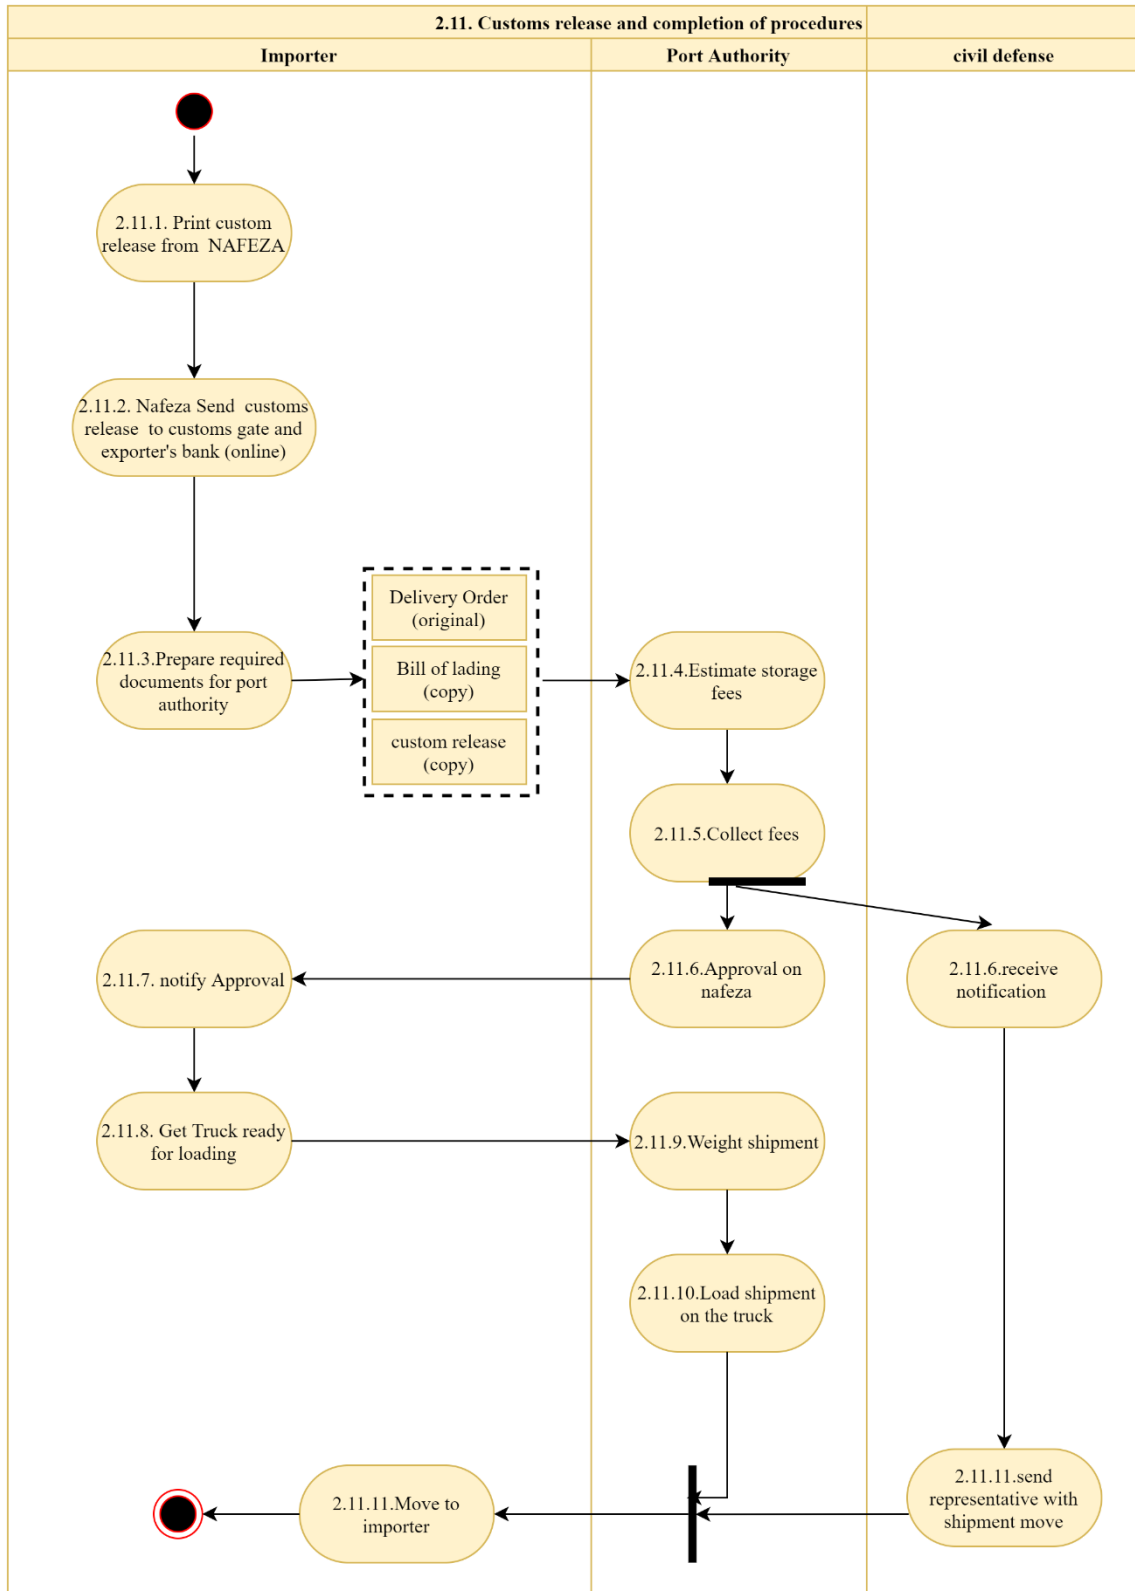 2.11. Customs release and completion of procedures
Importer
Port Authority
civil defense
2.11.1. Print custom
release from NAFEZA
2.11.2. Nafeza Send customs
release to customs gate and
exporter's bank (online)
2.11.3.Prepare required
documents for port
authority
Delivery Order
(original)
Bill of lading
(copy)
custom release
(copy)
2.11.4.Estimate storage
fees
2.11.5.Collect fees
2.11.6.Approval on
nafeza
2.11.6.receive
notification
2.11.7. notify Approval
2.11.8. Get Truck ready
for loading
2.11.9.Weight shipment
2.11.10.Load shipment
on the truck
2.11.11.send
representative with
shipment move
2.11.11.Move to
importer